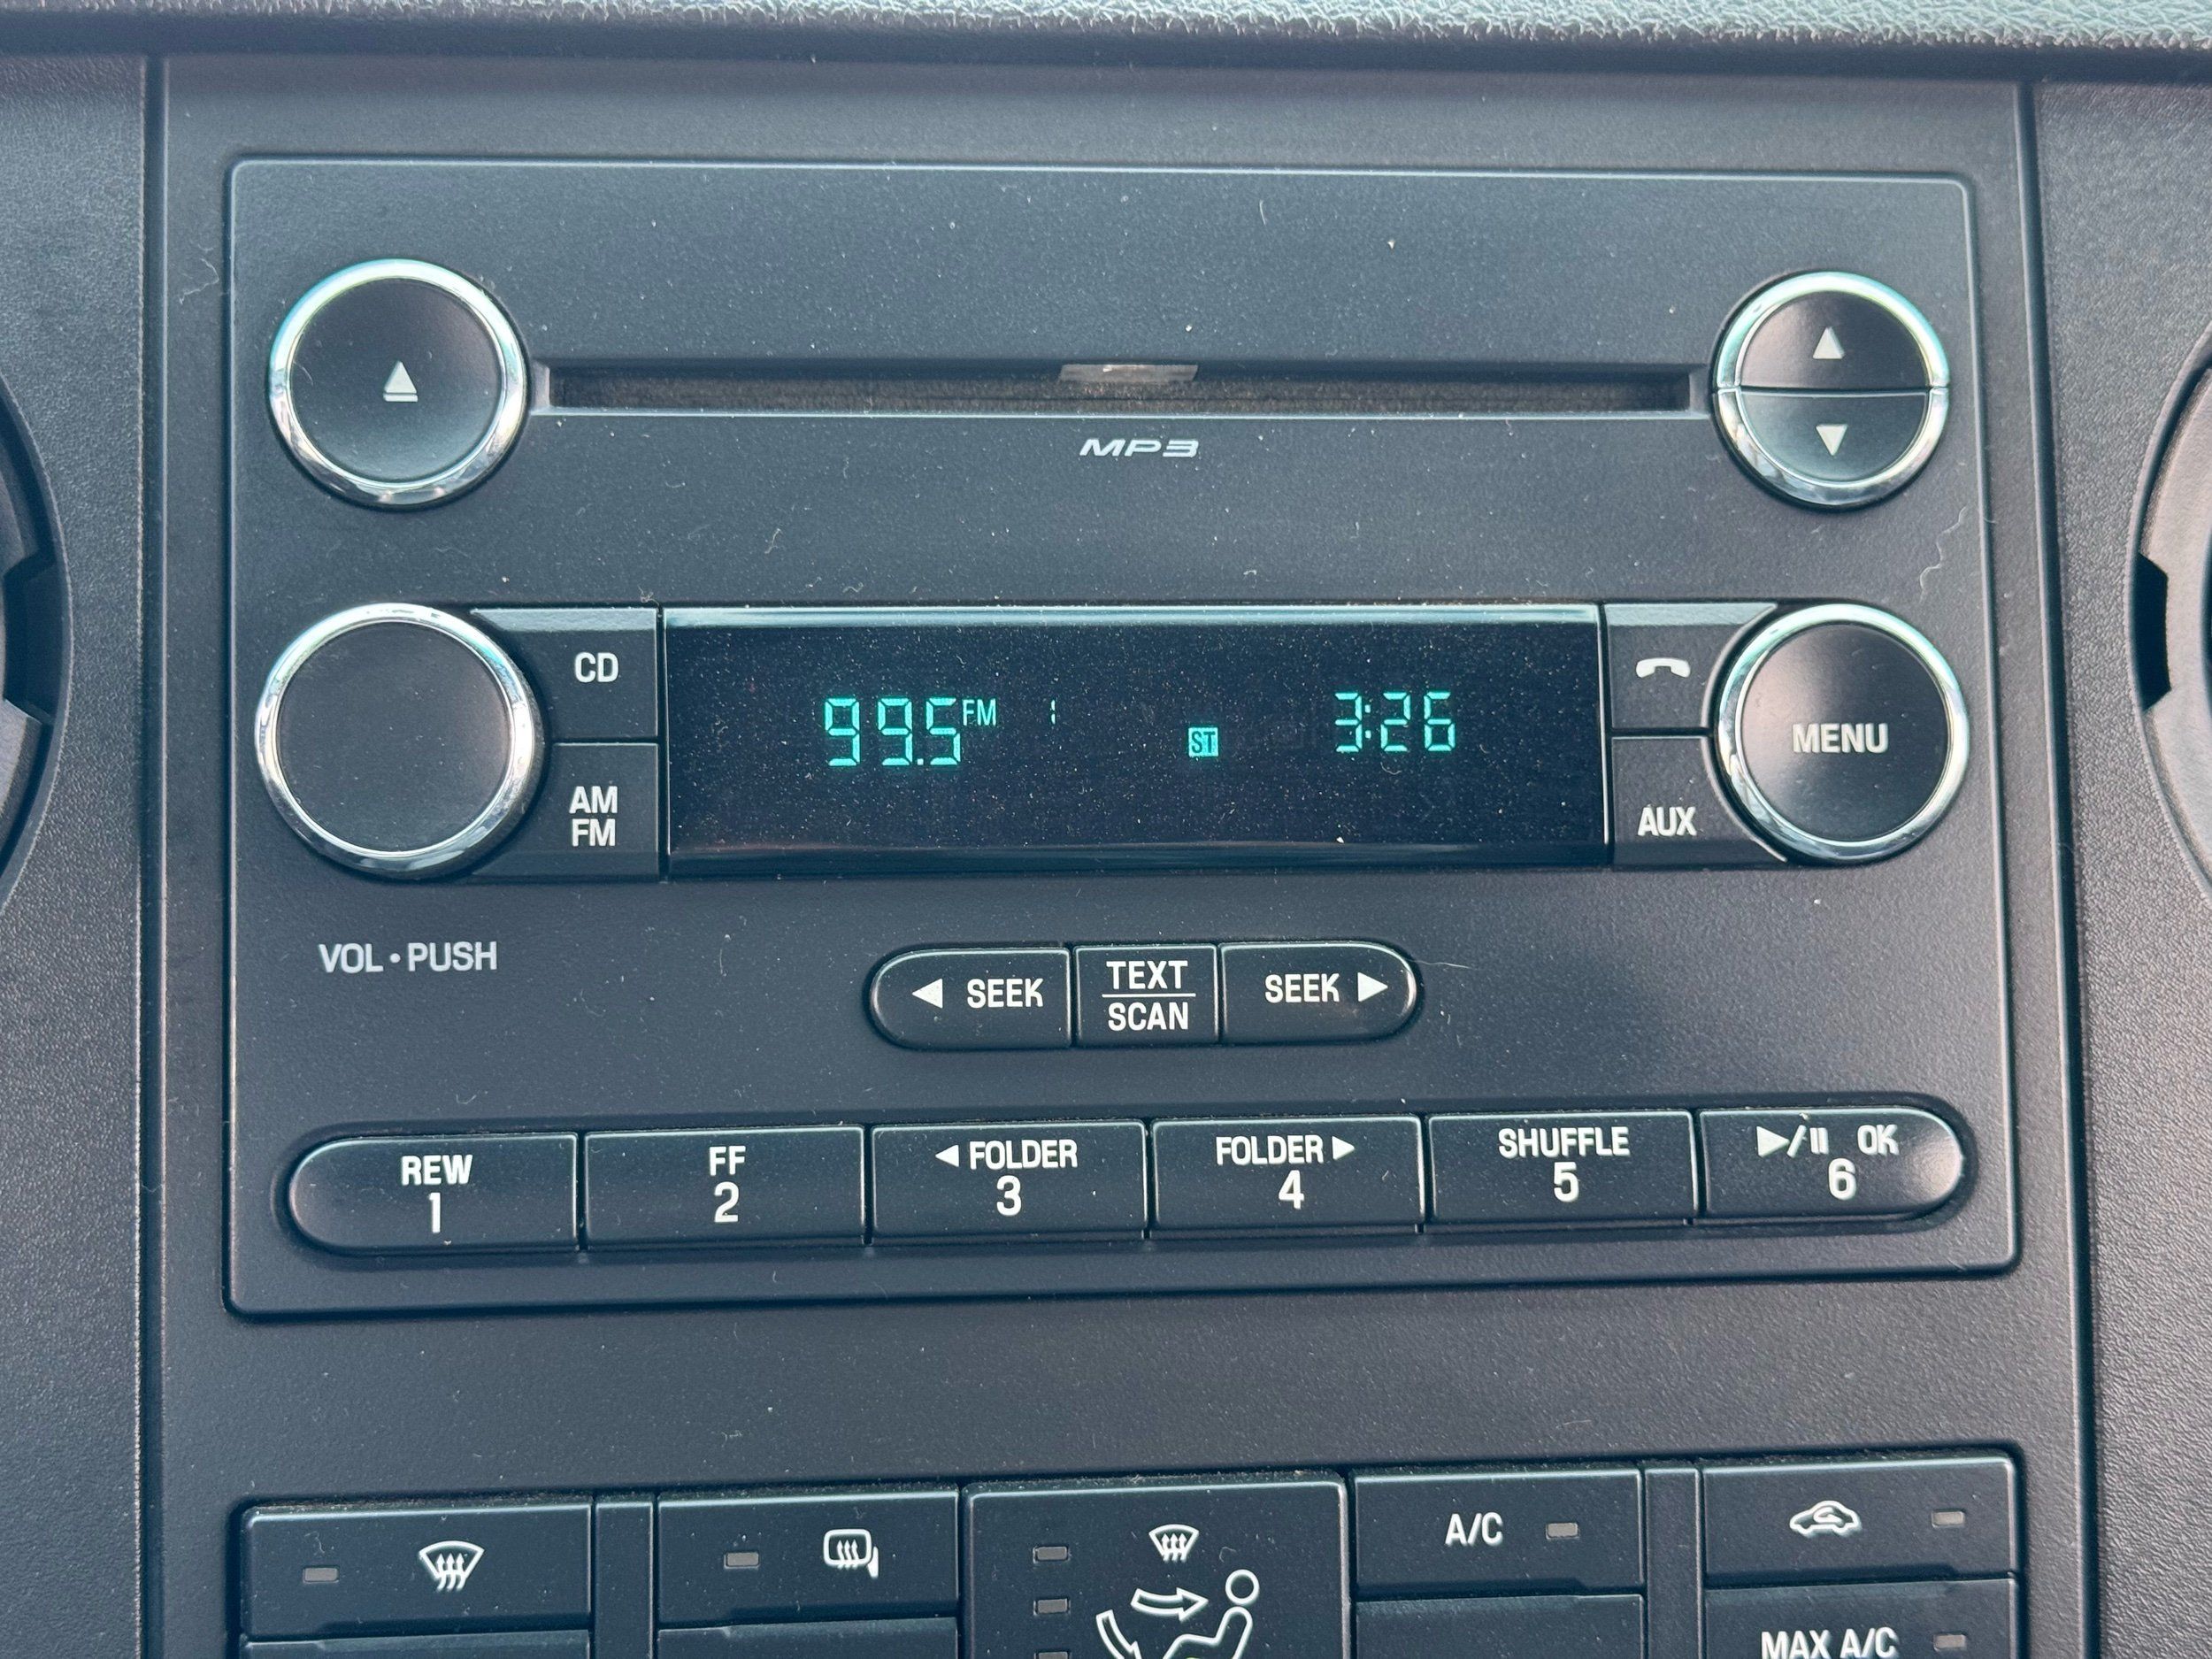 MP3
CD
AM
FM
99.5 FM 1
ST
3:26
MENU
AUX
VOL • PUSH
◀ SEEK
TEXT
SCAN
SEEK ▶
REW
1
FF
2
◀ FOLDER
3
FOLDER ▶
4
SHUFFLE
5
▶/II OK
6
A/C
MAX A/C